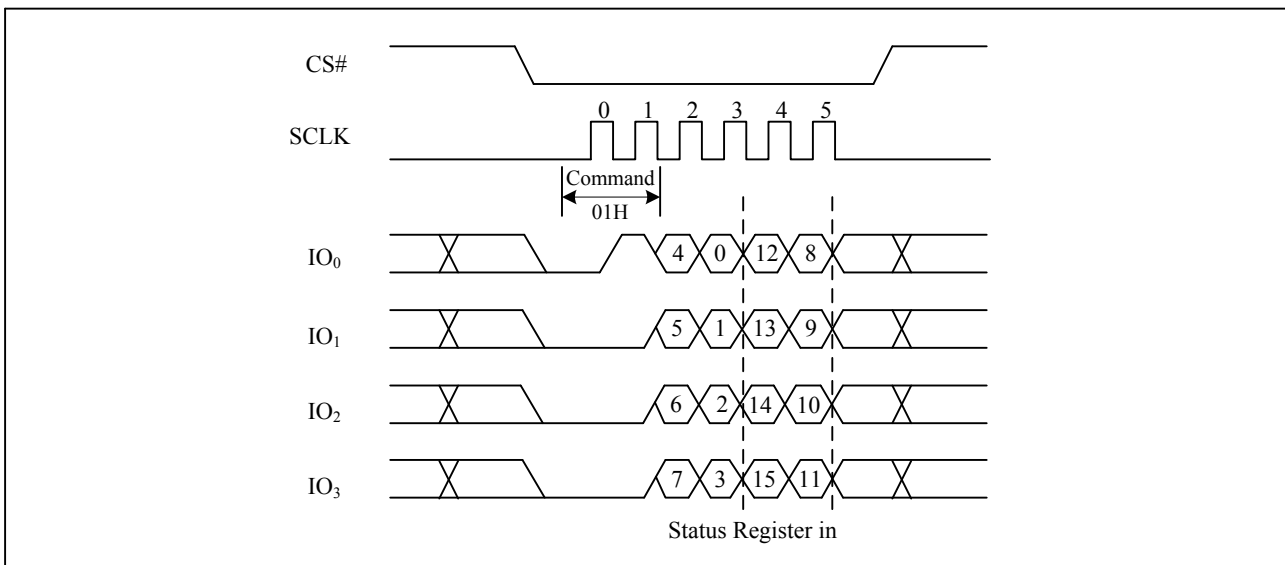 CS#
0 1 2 3 4 5
SCLK
Command
01H
IO₀ 4 0 12 8
IO₁ 5 1 13 9
IO₂ 6 2 14 10
IO₃ 7 3 15 11
Status Register in